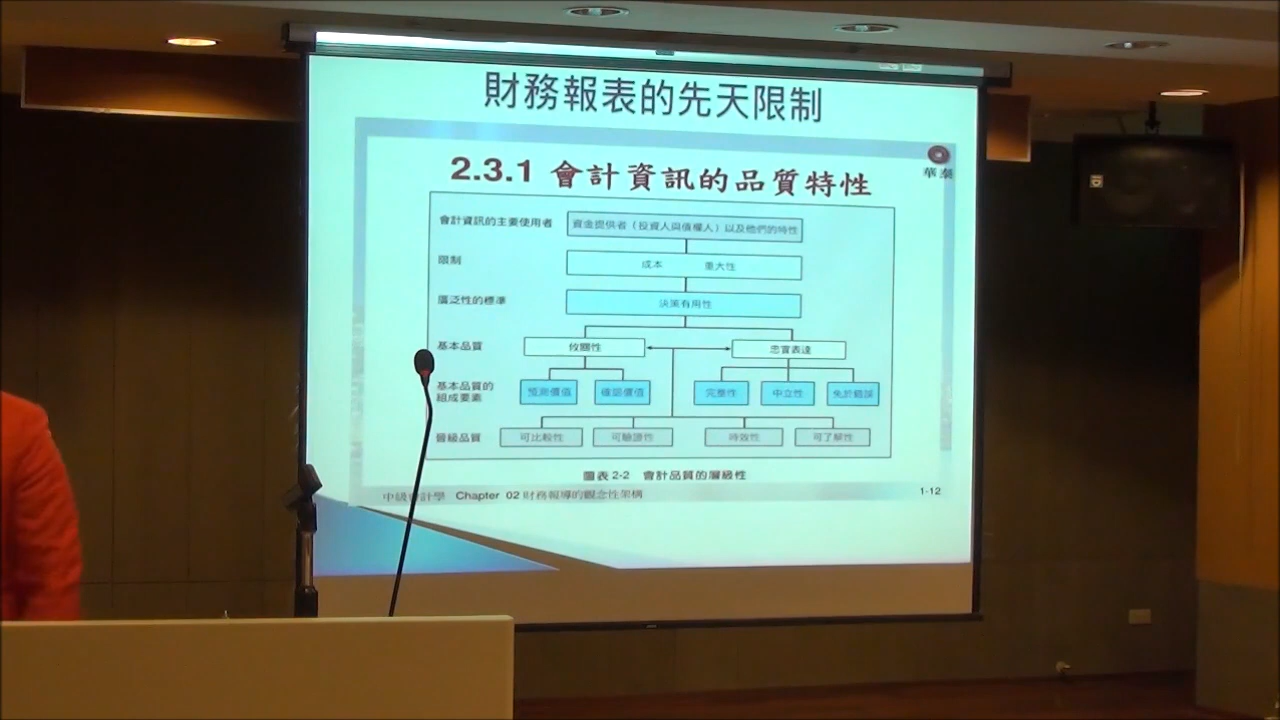 財務報表的先天限制
2.3.1 會計資訊的品質特性
華泰
會計資訊的主要使用者
資金提供者（投資人與債權人）以及他們的特性
限制
成本 重大性
廣泛性的標準
決策有用性
基本品質
攸關性
忠實表達
基本品質的
組成要素
預測價值
確認價值
完整性
中立性
免於錯誤
層級品質
可比較性
可驗證性
時效性
可了解性
圖表 2-2 會計品質的層級性
中級會計學 Chapter 02 財務報導的觀念性架構
1-12